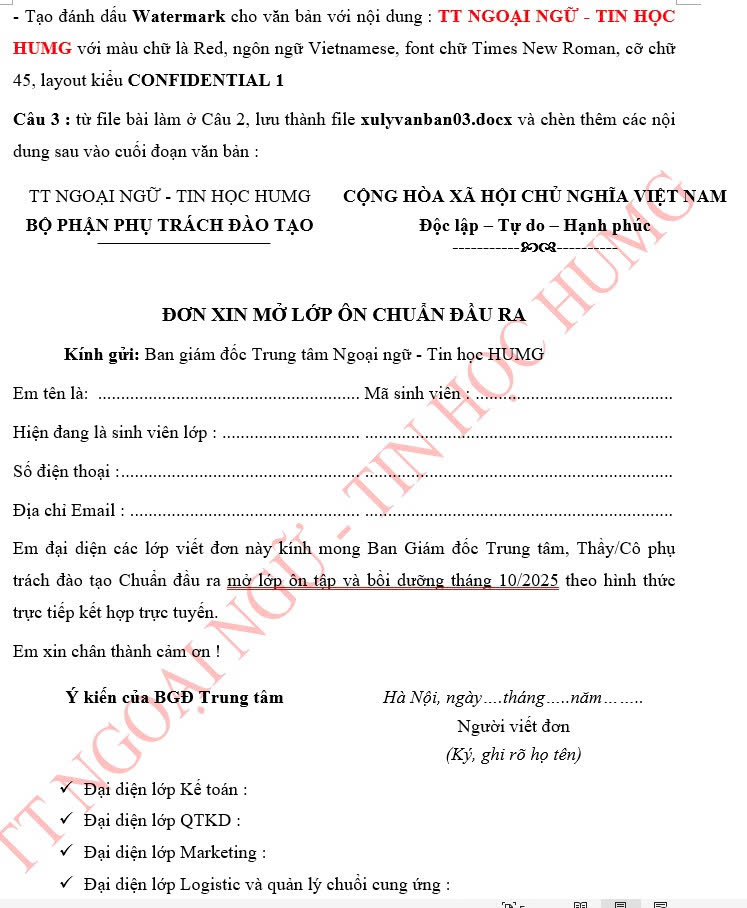 - Tạo đánh dấu Watermark cho văn bản với nội dung : TT NGOẠI NGỮ - TIN HỌC
HUMG với màu chữ là Red, ngôn ngữ Vietnamese, font chữ Times New Roman, cỡ chữ
45, layout kiểu CONFIDENTIAL 1
Câu 3 : từ file bài làm ở Câu 2, lưu thành file xulyvanban03.docx và chèn thêm các nội
dung sau vào cuối đoạn văn bản :
TT NGOẠI NGỮ - TIN HỌC HUMG CỘNG HÒA XÃ HỘI CHỦ NGHĨA VIỆT NAM
BỘ PHẬN PHỤ TRÁCH ĐÀO TẠO Độc lập – Tự do – Hạnh phúc
ĐƠN XIN MỞ LỚP ÔN CHUẨN ĐẦU RA
Kính gửi: Ban giám đốc Trung tâm Ngoại ngữ - Tin học HUMG
Em tên là: .......................................................... Mã sinh viên : ............................................
Hiện đang là sinh viên lớp : .............................. ....................................................................
Số điện thoại :..................................................... ....................................................................
Địa chỉ Email : .................................................. ....................................................................
Em đại diện các lớp viết đơn này kính mong Ban Giám đốc Trung tâm, Thầy/Cô phụ
trách đào tạo Chuẩn đầu ra mở lớp ôn tập và bồi dưỡng tháng 10/2025 theo hình thức
trực tiếp kết hợp trực tuyến.
Em xin chân thành cảm ơn !
Ý kiến của BGĐ Trung tâm Hà Nội, ngày....tháng.....năm........
Người viết đơn
(Ký, ghi rõ họ tên)
✓ Đại diện lớp Kế toán :
✓ Đại diện lớp QTKD :
✓ Đại diện lớp Marketing :
✓ Đại diện lớp Logistic và quản lý chuỗi cung ứng :
TT NGOẠI NGỮ - TIN HỌC HUMG